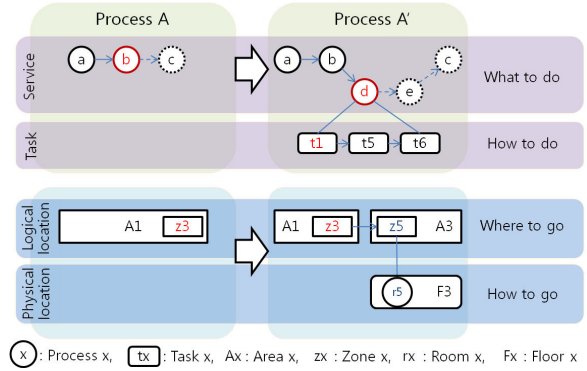 Process A
Process A'
Service
a
b
c
a
b
c
d
e
What to do
Task
t1
t5
t6
How to do
Logical
location
A1
z3
A1
z3
z5
A3
Where to go
Physical
location
r5
F3
How to go
x : Process x, tx : Task x, Ax : Area x, zx : Zone x, rx : Room x, Fx : Floor x